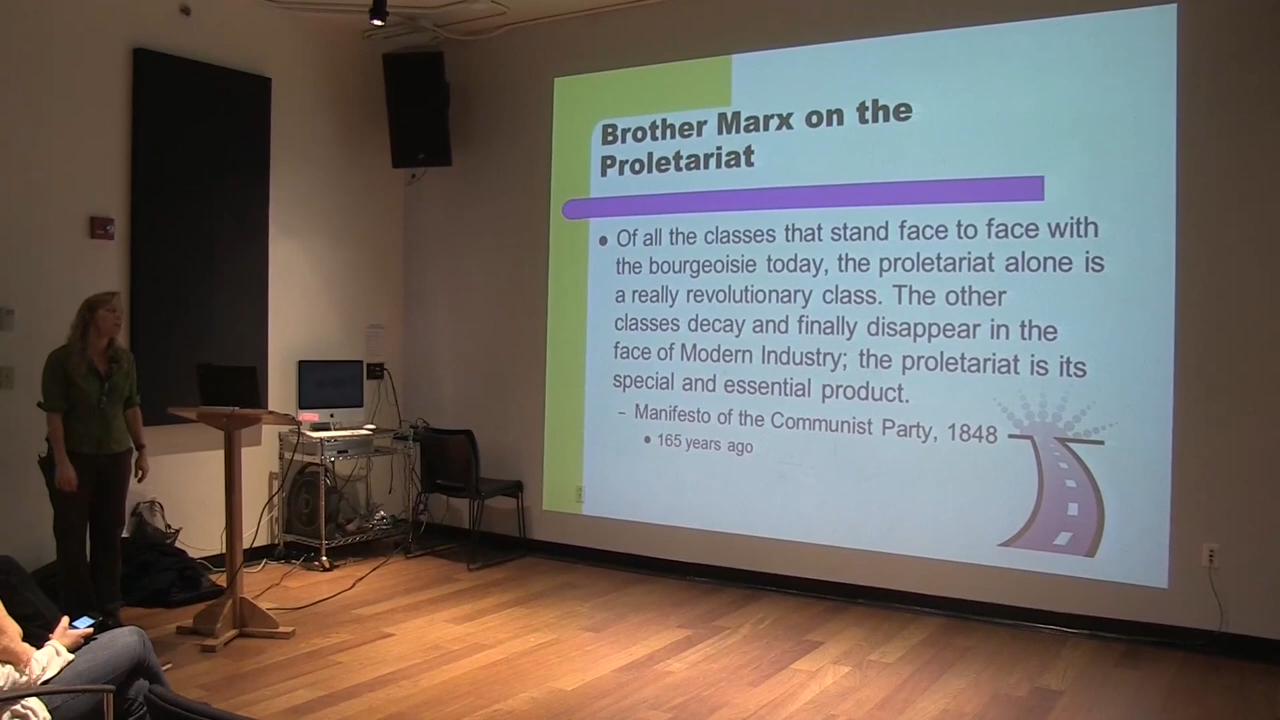 Brother Marx on the
Proletariat
● Of all the classes that stand face to face with
the bourgeoisie today, the proletariat alone is
a really revolutionary class. The other
classes decay and finally disappear in the
face of Modern Industry; the proletariat is its
special and essential product.
– Manifesto of the Communist Party, 1848
● 165 years ago